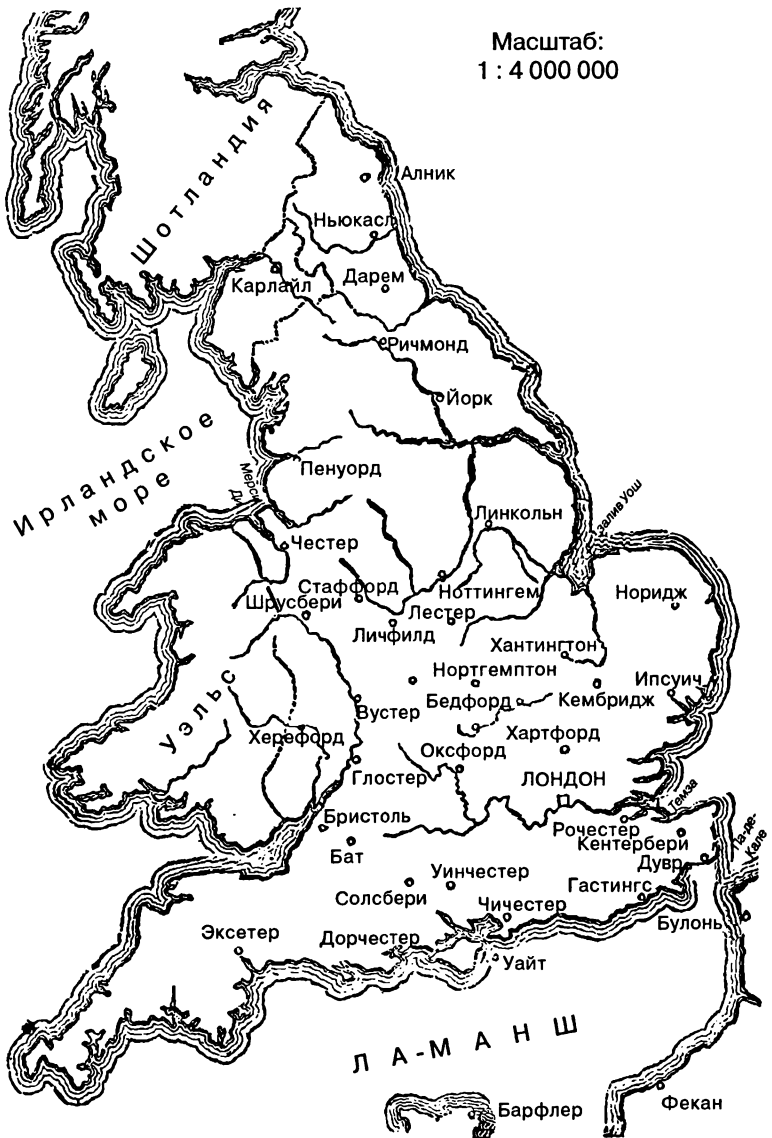 Масштаб:
1 : 4 000 000
Шотландия
Алник
Ньюкасл
Карлайл
Дарем
Ричмонд
Йорк
Ирландское
море
Мерси
Ди
Пенуорд
Линкольн
залив Уош
Честер
Стаффорд
Ноттингем
Норидж
Шрусбери
Лестер
Личфилд
Хантингтон
Нортгемптон
Ипсуич
Уэльс
Бедфорд
Кембридж
Вустер
Херефорд
Хартфорд
Оксфорд
Глостер
ЛОНДОН
Темза
Бристоль
Рочестер
Кентербери
Па-де-
Кале
Бат
Дувр
Уинчестер
Солсбери
Гастингс
Чичестер
Булонь
Эксетер
Дорчестер
Уайт
ЛА-МАНШ
Барфлер
Фекан